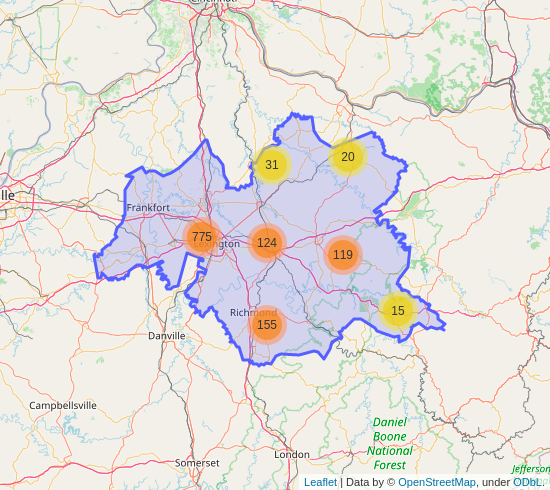 Cincinnati
20
31
lle
Frankfort
775
Lexington
124
119
15
Richmond
155
Danville
Campbellsville
Daniel
Boone
National
Forest
London
Somerset
Jefferson
Leaflet | Data by © OpenStreetMap, under ODbL.